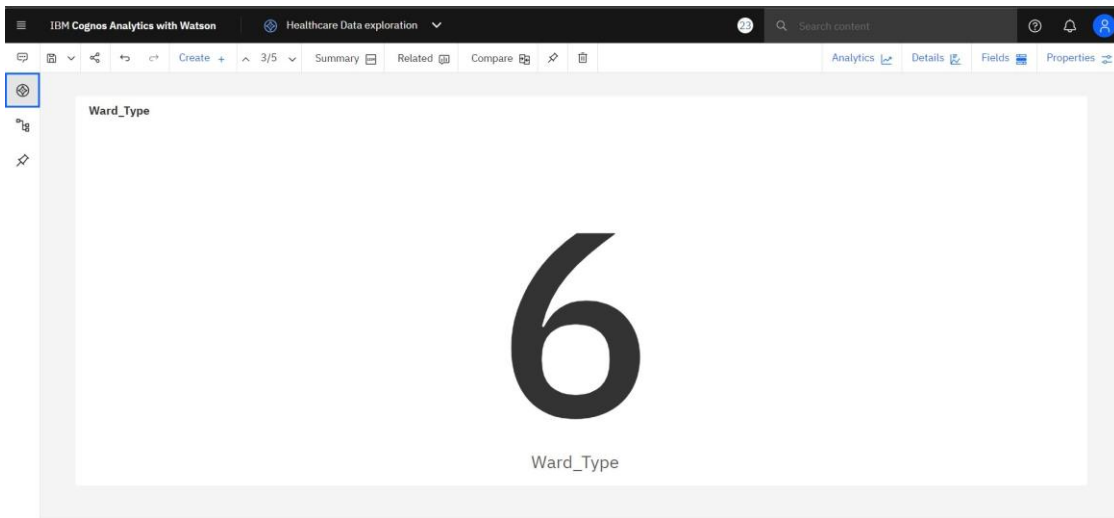 IBM Cognos Analytics with Watson
Healthcare Data exploration
23
Search content
Create +
3/5
Summary
Related
Compare
Analytics
Details
Fields
Properties
Ward_Type
6
Ward_Type